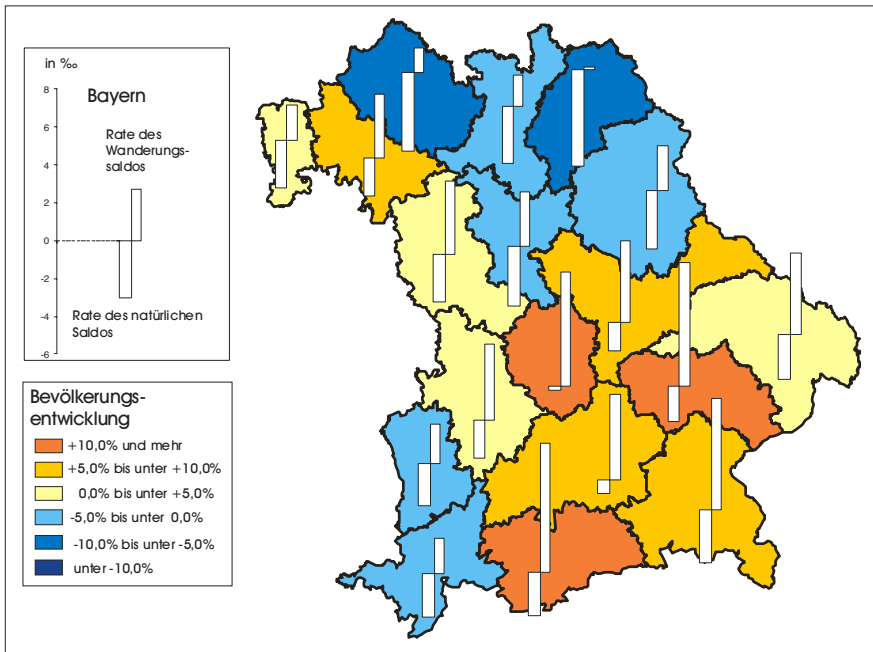 in ‰
8
Bayern
6
Rate des
Wanderungs-
saldos
4
2
0
-2
-4
Rate des natürlichen
Saldos
-6
Bevölkerungs-
entwicklung
+10,0% und mehr
+5,0% bis unter +10,0%
0,0% bis unter +5,0%
-5,0% bis unter 0,0%
-10,0% bis unter -5,0%
unter -10,0%